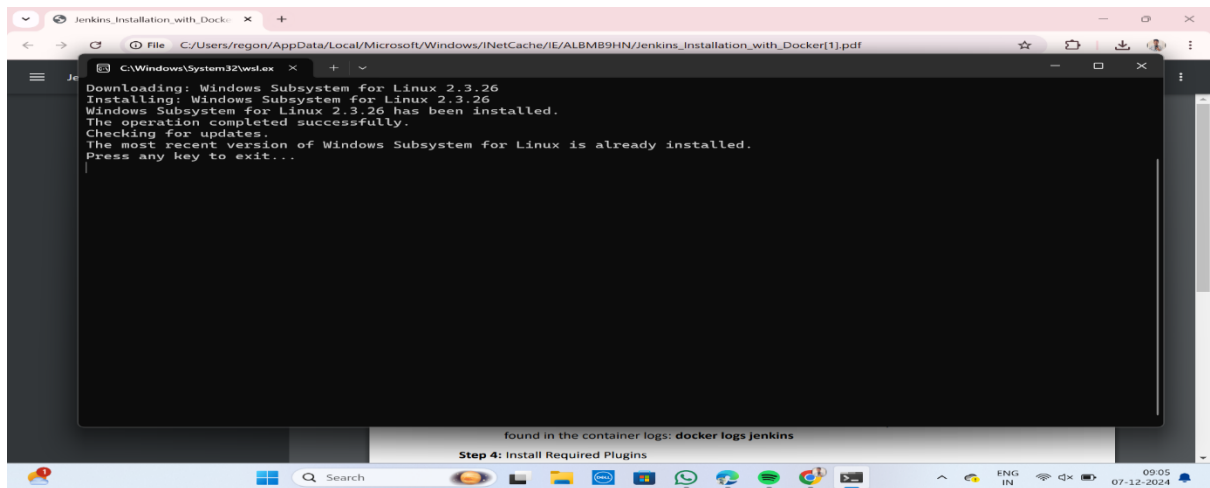 Jenkins_Installation_with_Docke
File C:/Users/regon/AppData/Local/Microsoft/Windows/INetCache/IE/ALBMB9HN/Jenkins_Installation_with_Docker[1].pdf
Je
C:\Windows\System32\wsl.ex
Downloading: Windows Subsystem for Linux 2.3.26
Installing: Windows Subsystem for Linux 2.3.26
Windows Subsystem for Linux 2.3.26 has been installed.
The operation completed successfully.
Checking for updates.
The most recent version of Windows Subsystem for Linux is already installed.
Press any key to exit...
found in the container logs: docker logs jenkins
Step 4: Install Required Plugins
1
Search
DELL
ENG
IN
09:05
07-12-2024